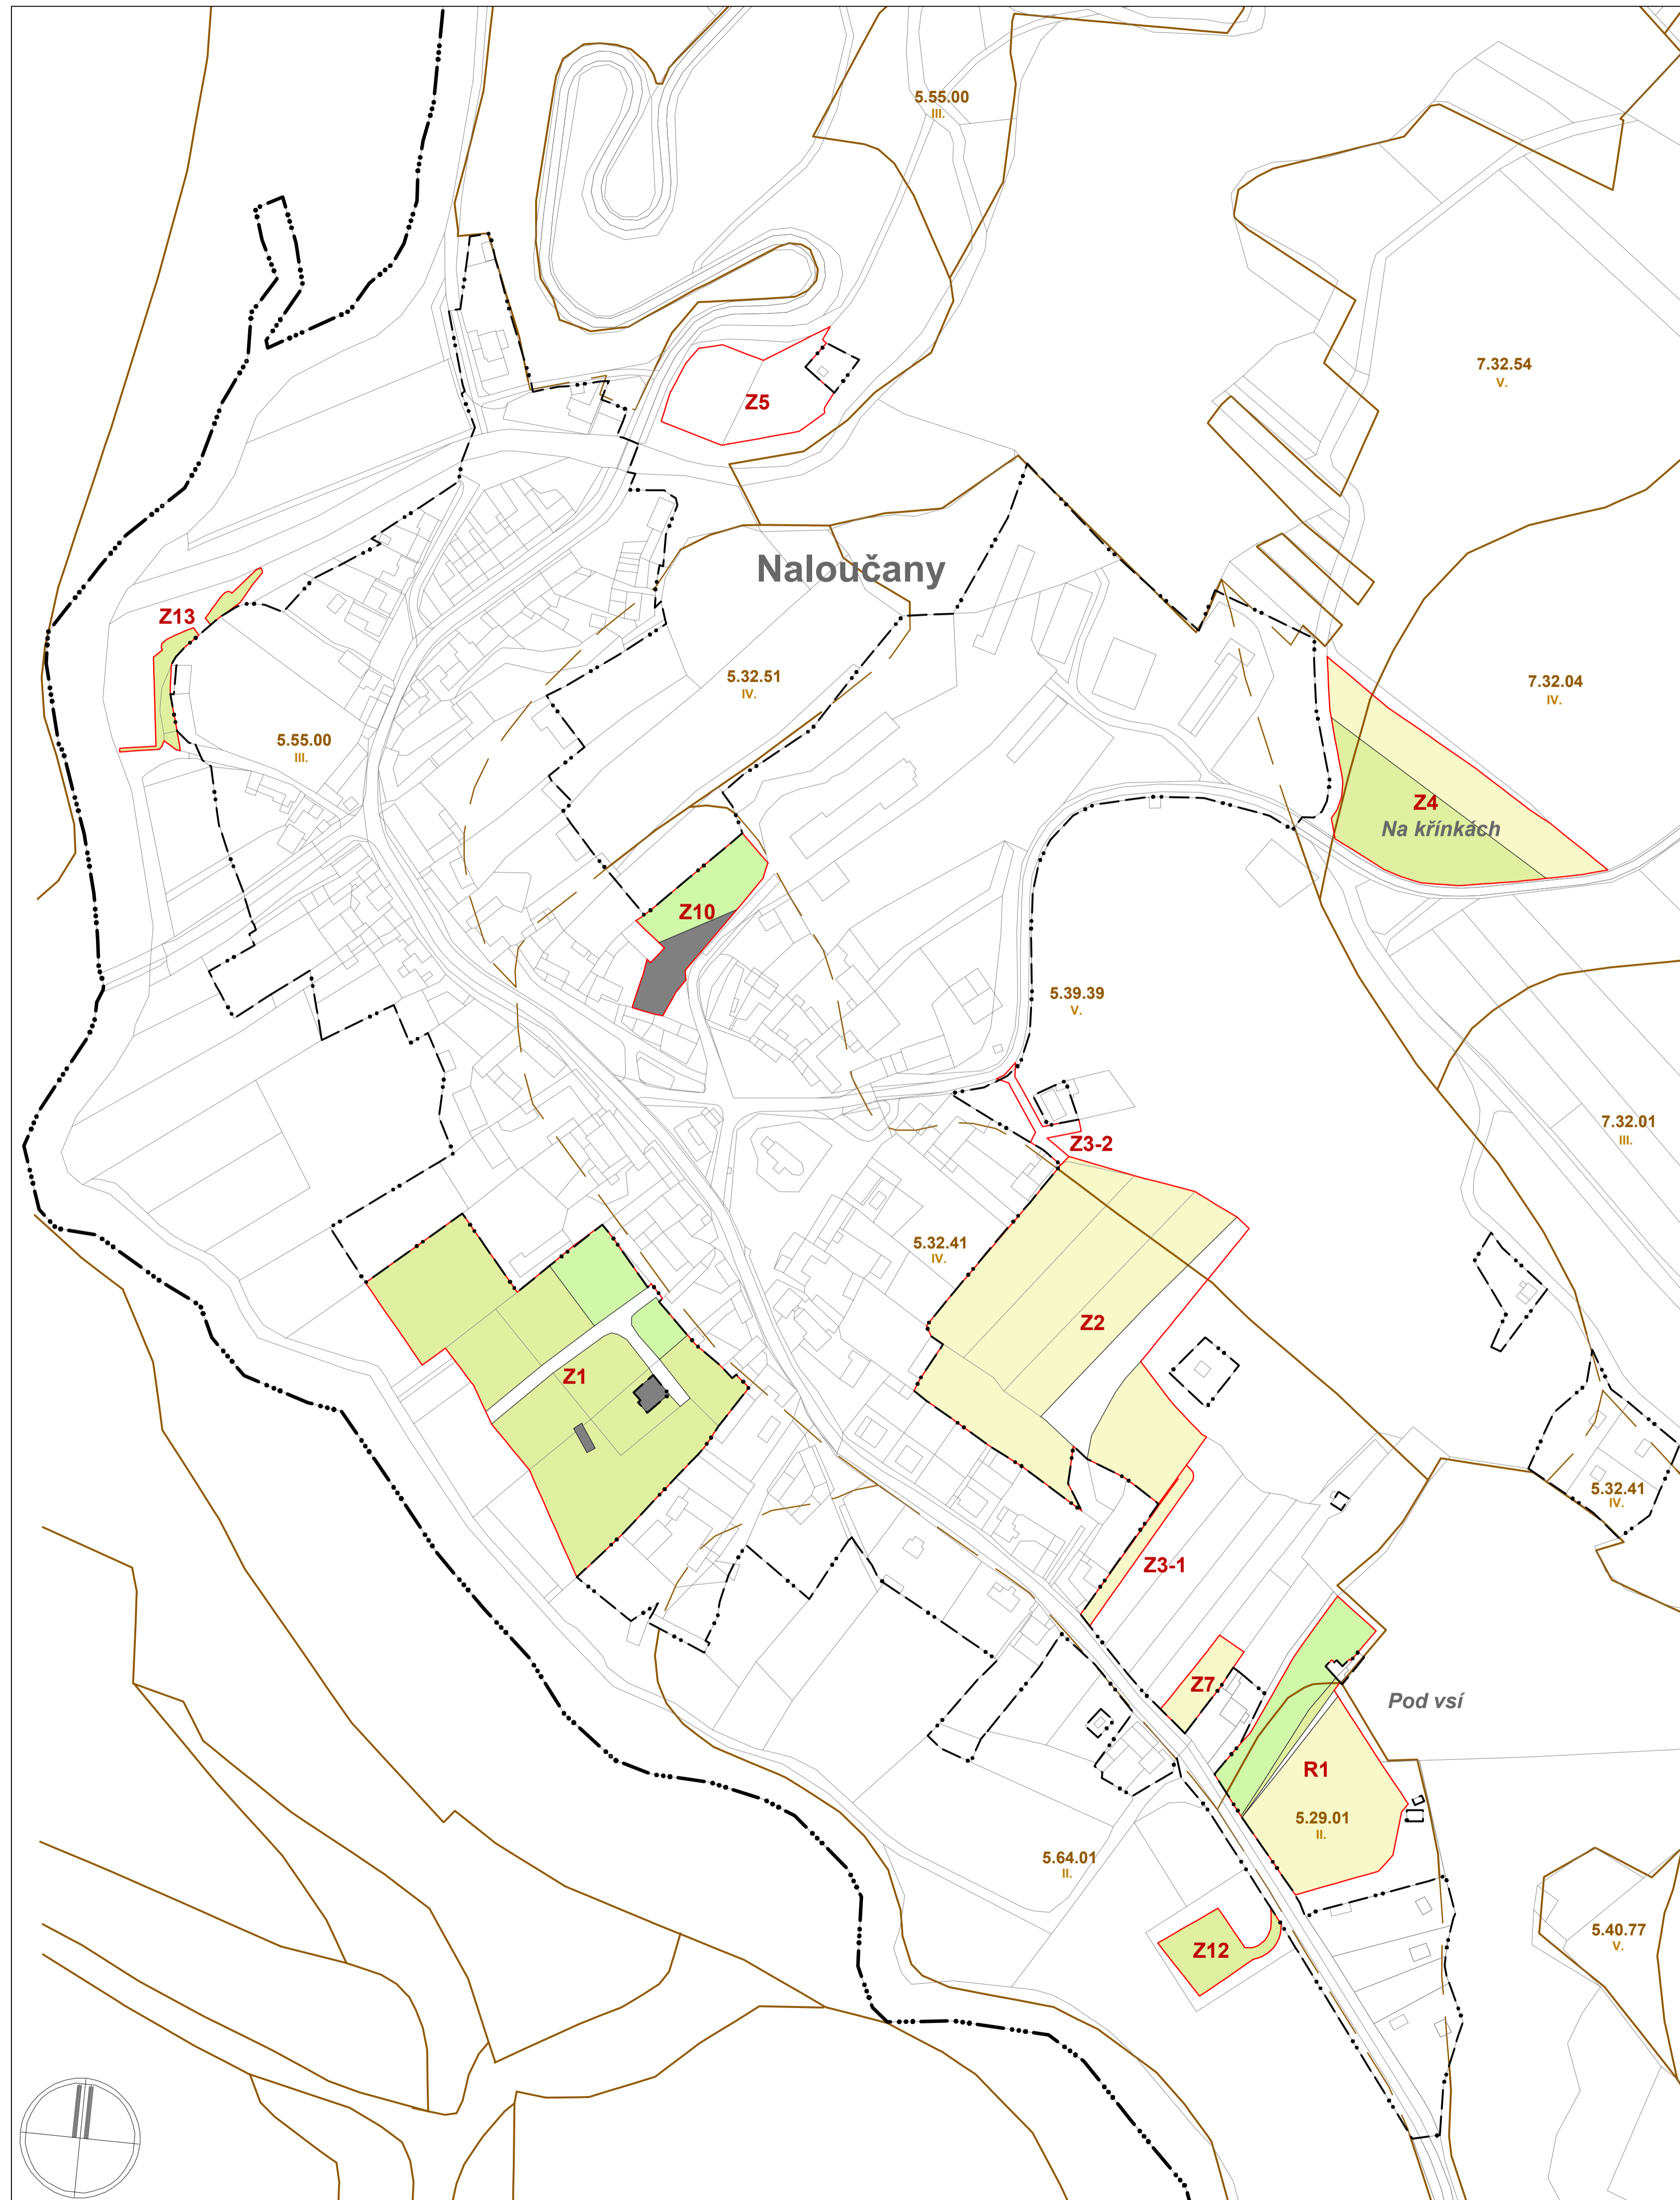 5.55.00
III.
7.32.54
V.
Z5
Naloučany
Z13
5.32.51
IV.
7.32.04
IV.
5.55.00
III.
Z4
Na křínkách
Z10
5.39.39
V.
7.32.01
III.
Z3-2
5.32.41
IV.
Z2
Z1
5.32.41
IV.
Z3-1
Z7
Pod vsí
R1
5.29.01
II.
5.64.01
II.
5.40.77
V.
Z12